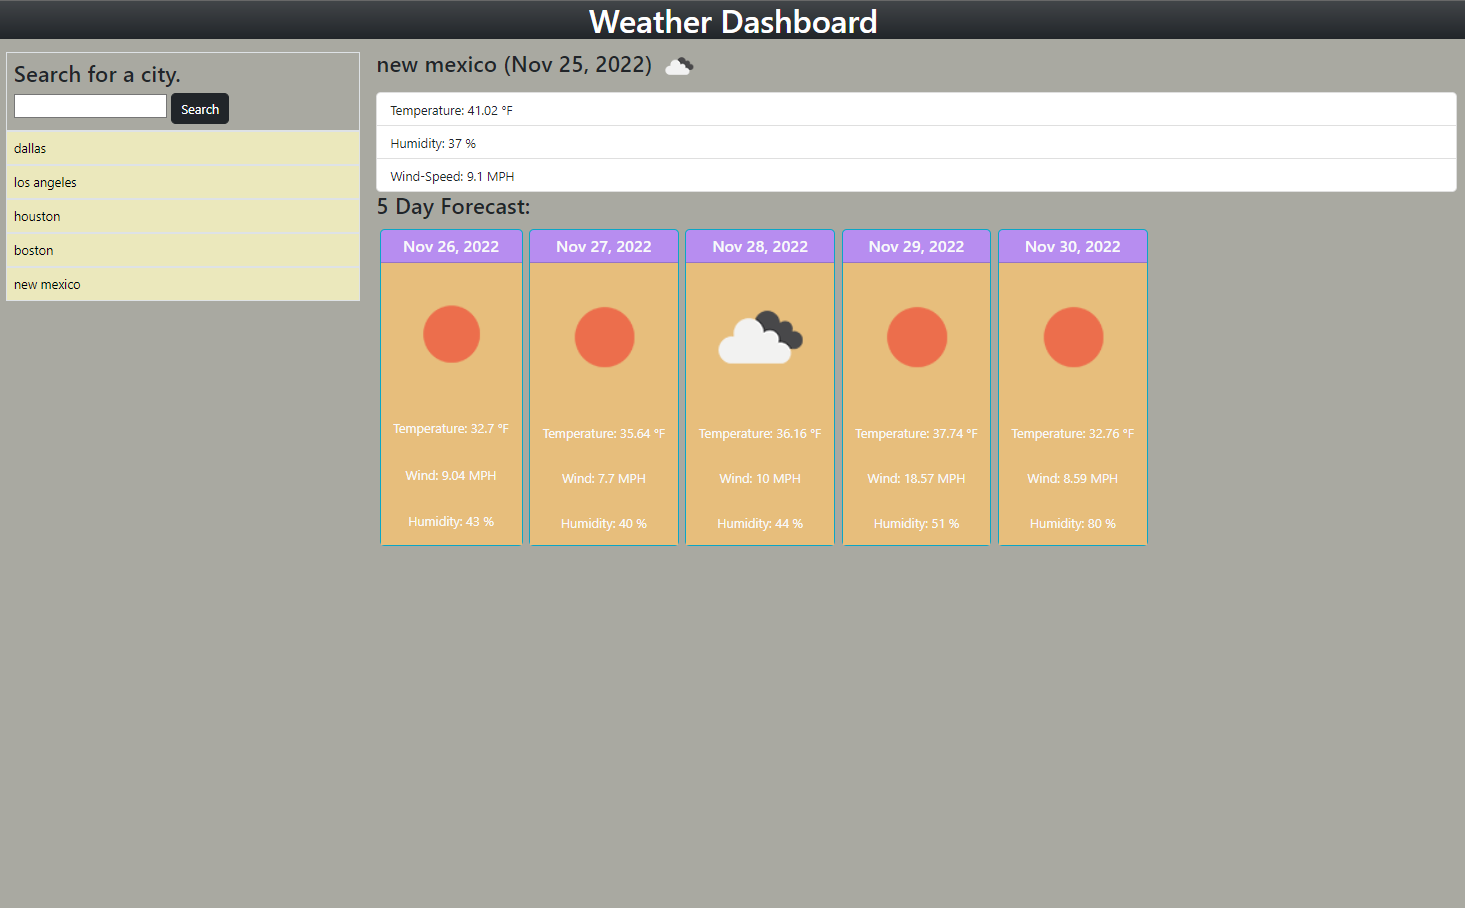 Weather Dashboard
Search for a city.
Search
dallas
los angeles
houston
boston
new mexico
new mexico (Nov 25, 2022)
Temperature: 41.02 °F
Humidity: 37 %
Wind-Speed: 9.1 MPH
5 Day Forecast:
Nov 26, 2022
Temperature: 32.7 °F
Wind: 9.04 MPH
Humidity: 43 %
Nov 27, 2022
Temperature: 35.64 °F
Wind: 7.7 MPH
Humidity: 40 %
Nov 28, 2022
Temperature: 36.16 °F
Wind: 10 MPH
Humidity: 44 %
Nov 29, 2022
Temperature: 37.74 °F
Wind: 18.57 MPH
Humidity: 51 %
Nov 30, 2022
Temperature: 32.76 °F
Wind: 8.59 MPH
Humidity: 80 %